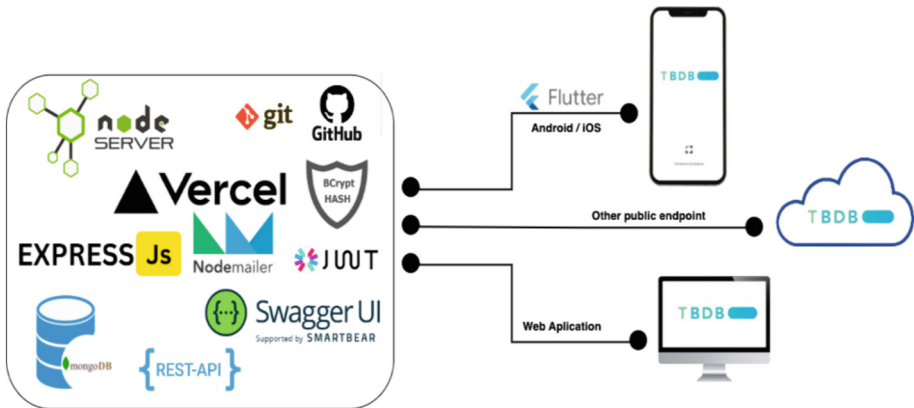 node
SERVER
git
GitHub
Vercel
BCrypt
HASH
EXPRESS Js
Nodemailer
JWT
{··} Swagger UI
Supported by SMARTBEAR
mongoDB
{REST-API}
Flutter
Android / iOS
TBDB
Other public endpoint
TBDB
Web Aplication
TBDB